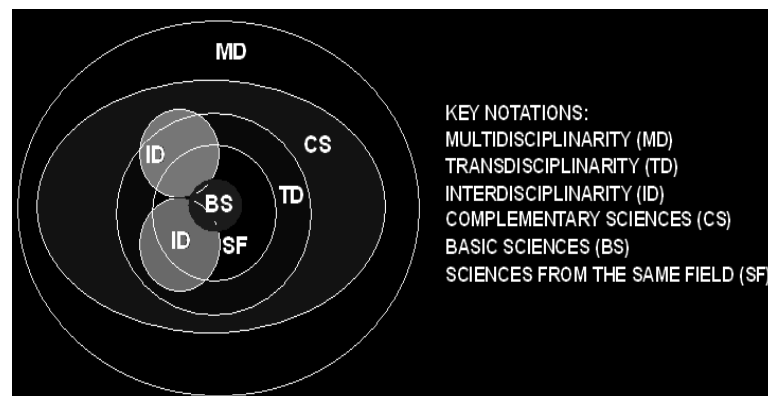 MD
CS
ID
TD
BS
ID
SF
KEY NOTATIONS:
MULTIDISCIPLINARITY (MD)
TRANSDISCIPLINARITY (TD)
INTERDISCIPLINARITY (ID)
COMPLEMENTARY SCIENCES (CS)
BASIC SCIENCES (BS)
SCIENCES FROM THE SAME FIELD (SF)